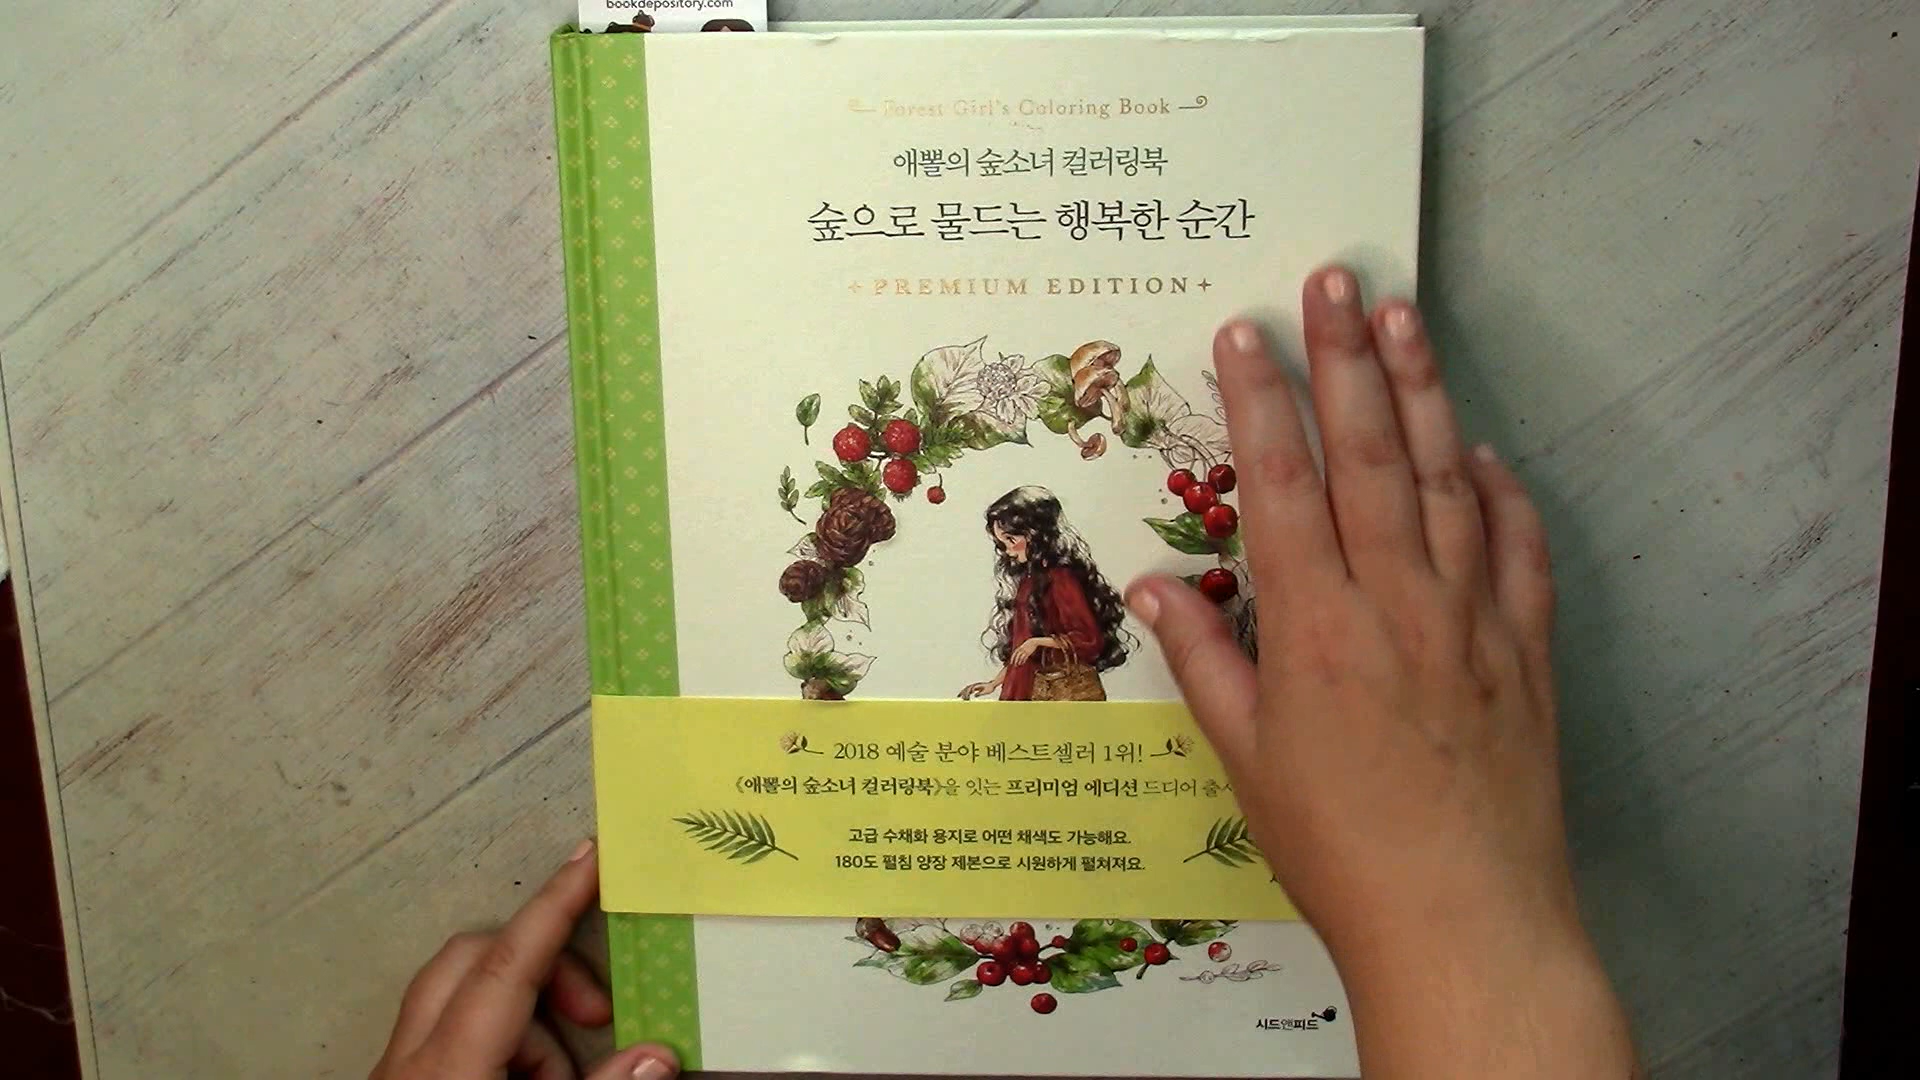 bookdepository.com
Forest Girl's Coloring Book
애뽈의 숲소녀 컬러링북
숲으로 물드는 행복한 순간
PREMIUM EDITION
2018 예술 분야 베스트셀러 1위!
《애뽈의 숲소녀 컬러링북》을 잇는 프리미엄 에디션 드디어
고급 수채화 용지로 어떤 채색도 가능해요.
180도 펼침 양장 제본으로 시원하게 펼쳐져요.
시드앤피드